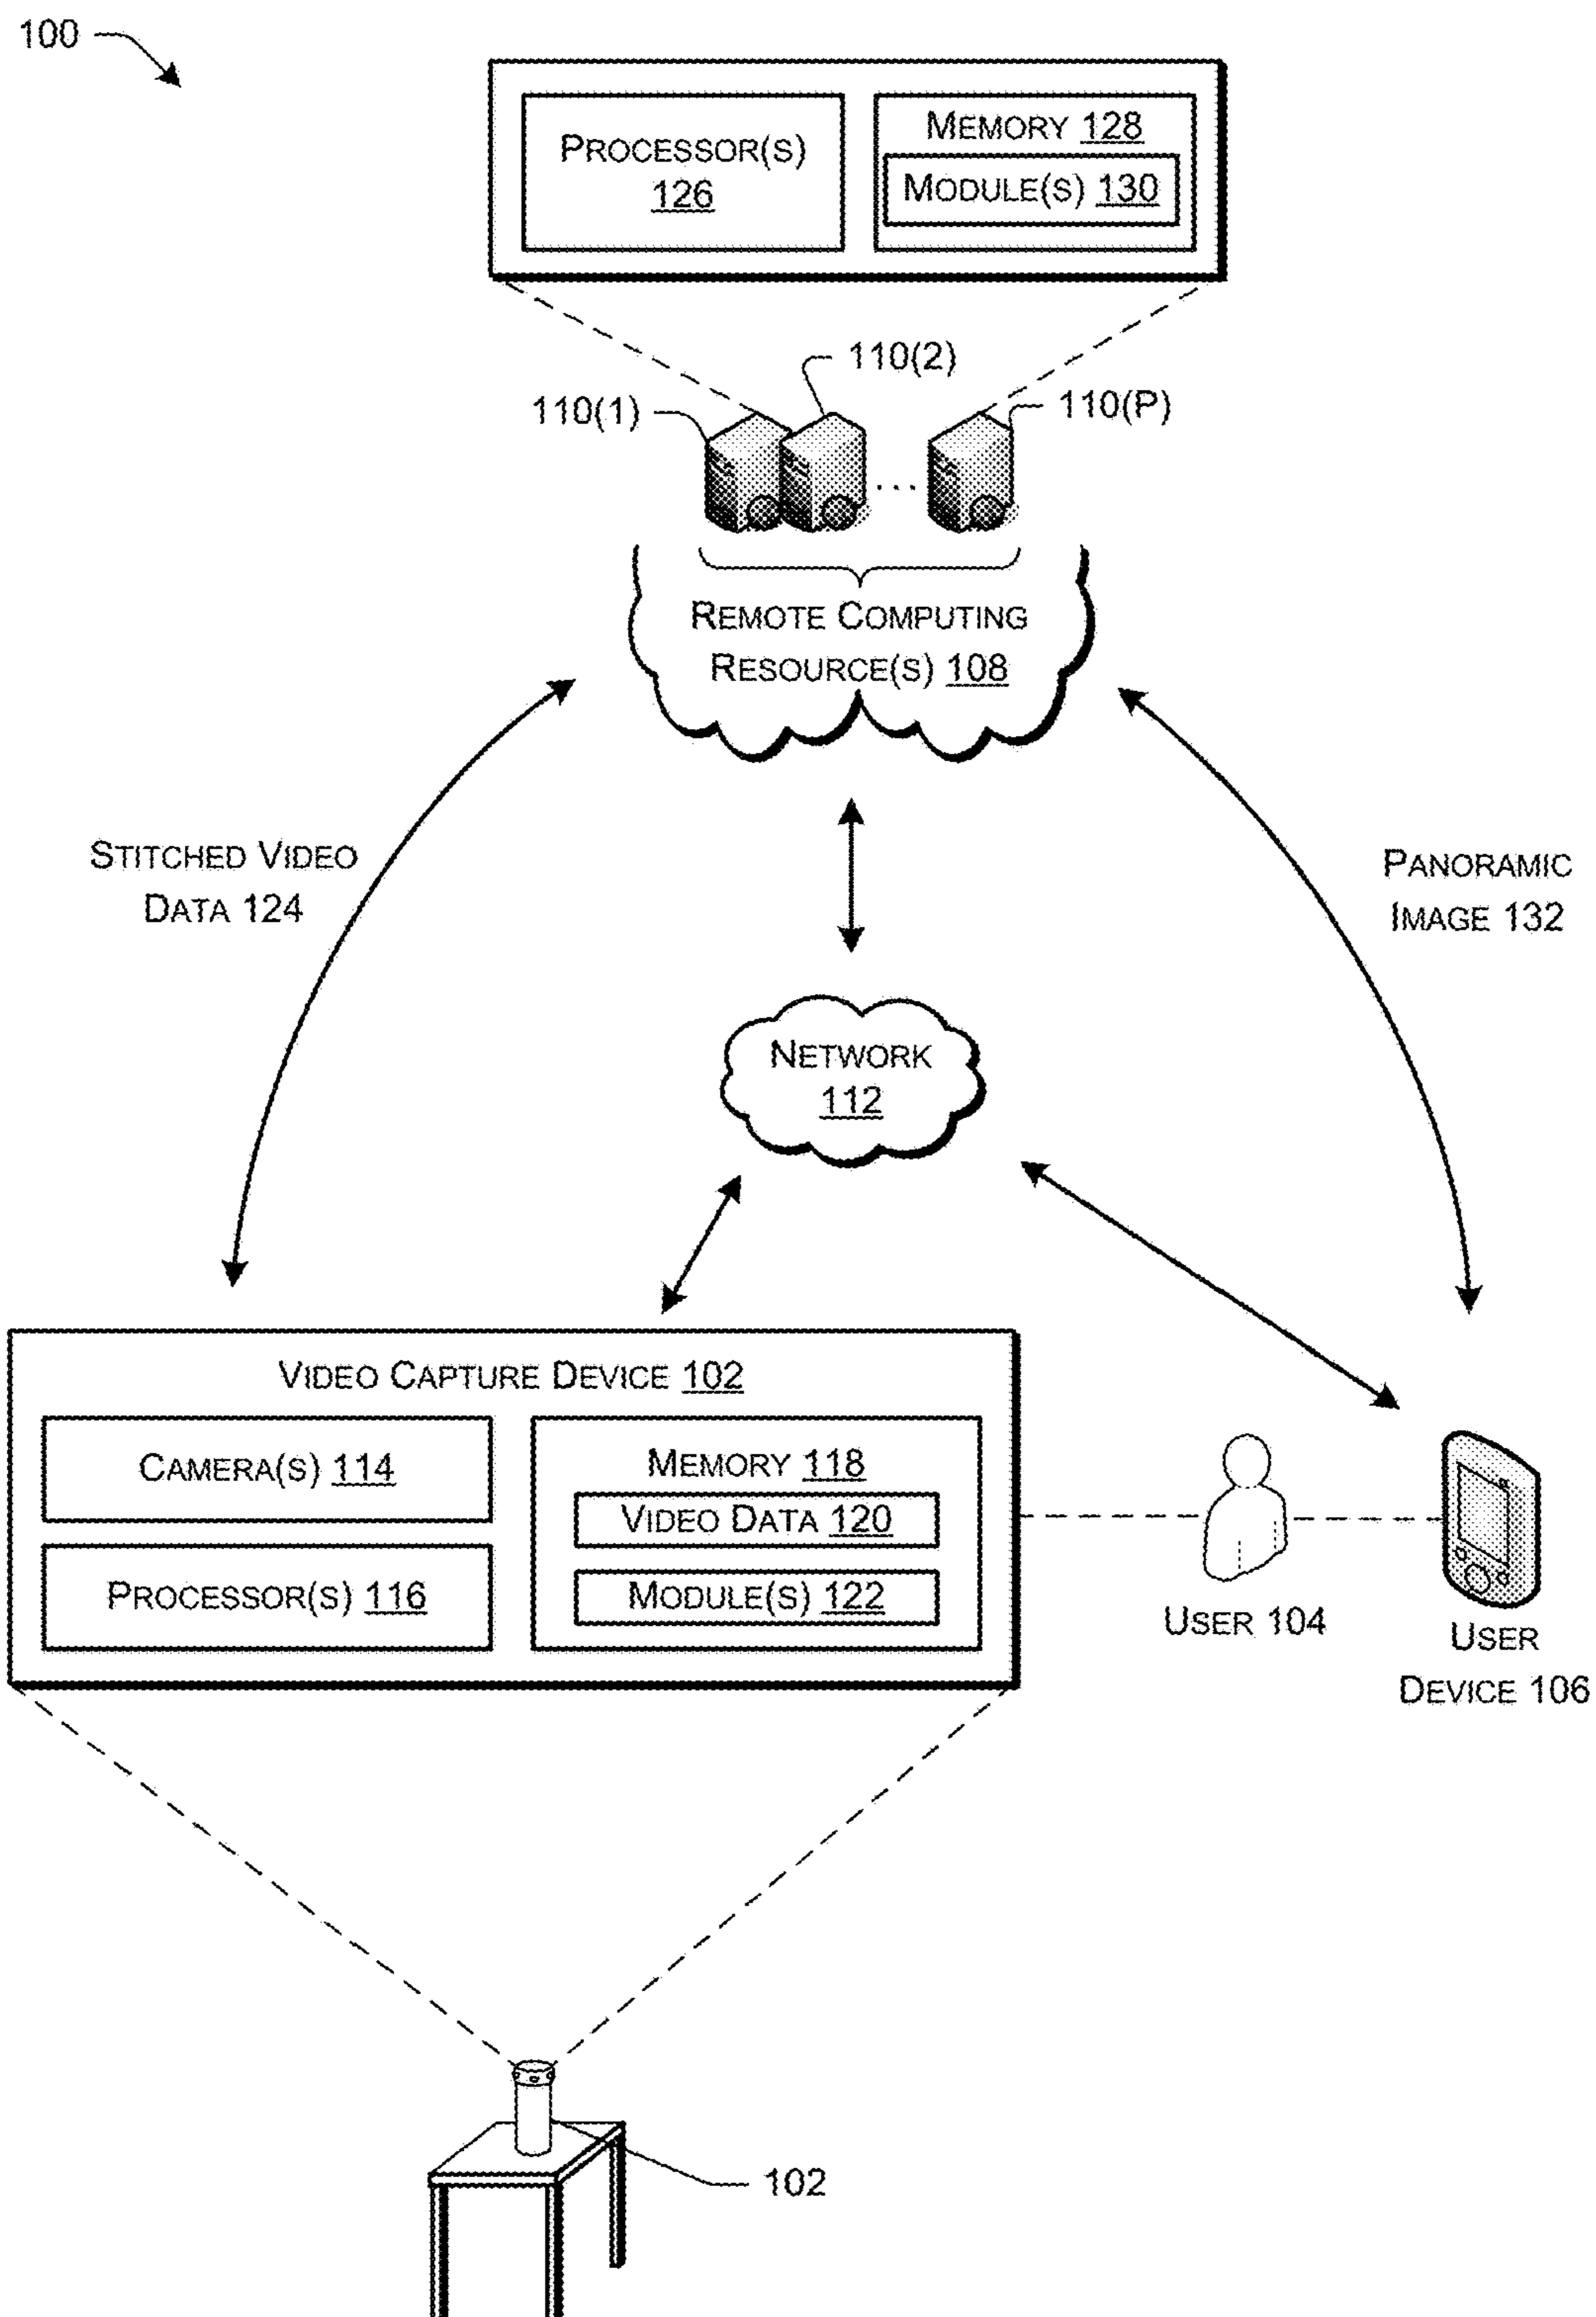 100
PROCESSOR(S)
126
MEMORY 128
MODULE(S) 130
110(2)
110(1)
110(P)
...
REMOTE COMPUTING
RESOURCE(S) 108
STITCHED VIDEO
DATA 124
PANORAMIC
IMAGE 132
NETWORK
112
VIDEO CAPTURE DEVICE 102
CAMERA(S) 114
PROCESSOR(S) 116
MEMORY 118
VIDEO DATA 120
MODULE(S) 122
USER 104
USER
DEVICE 106
102